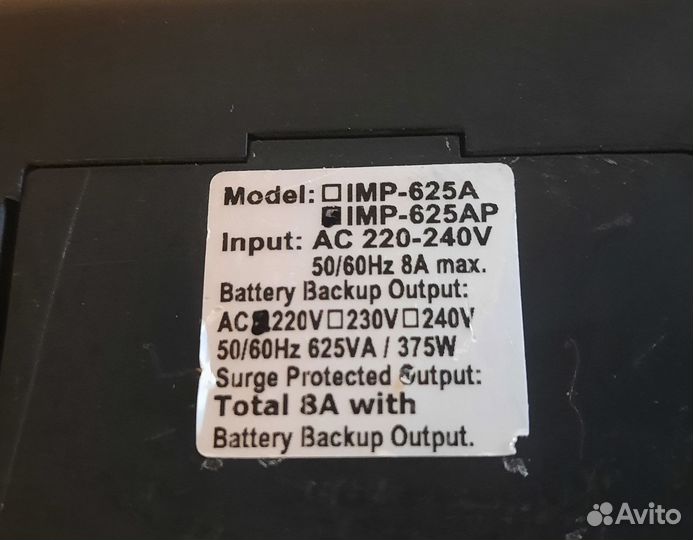 Model: □IMP-625A
■IMP-625AP
Input: AC 220-240V
50/60Hz 8A max.
Battery Backup Output:
AC■220V□230V□240V
50/60Hz 625VA / 375W
Surge Protected Output:
Total 8A with
Battery Backup Output.
Avito